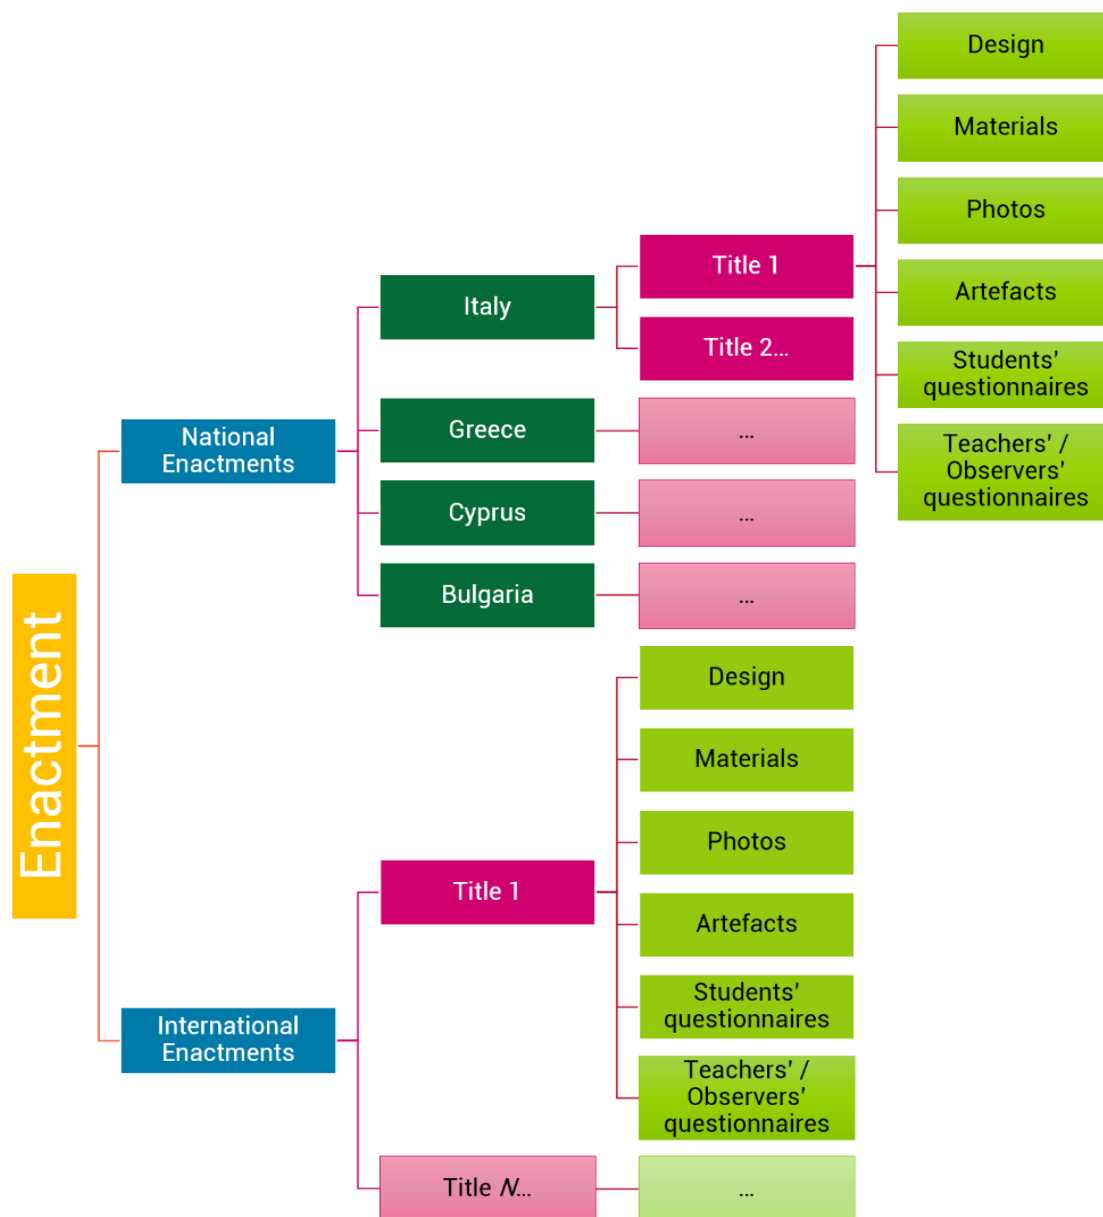 Enactment
National
Enactments
Italy
Title 1
Design
Materials
Photos
Artefacts
Students'
questionnaires
Teachers' /
Observers'
questionnaires
Title 2...
Greece
...
Cyprus
...
Bulgaria
...
International
Enactments
Title 1
Design
Materials
Photos
Artefacts
Students'
questionnaires
Teachers' /
Observers'
questionnaires
Title N...
...